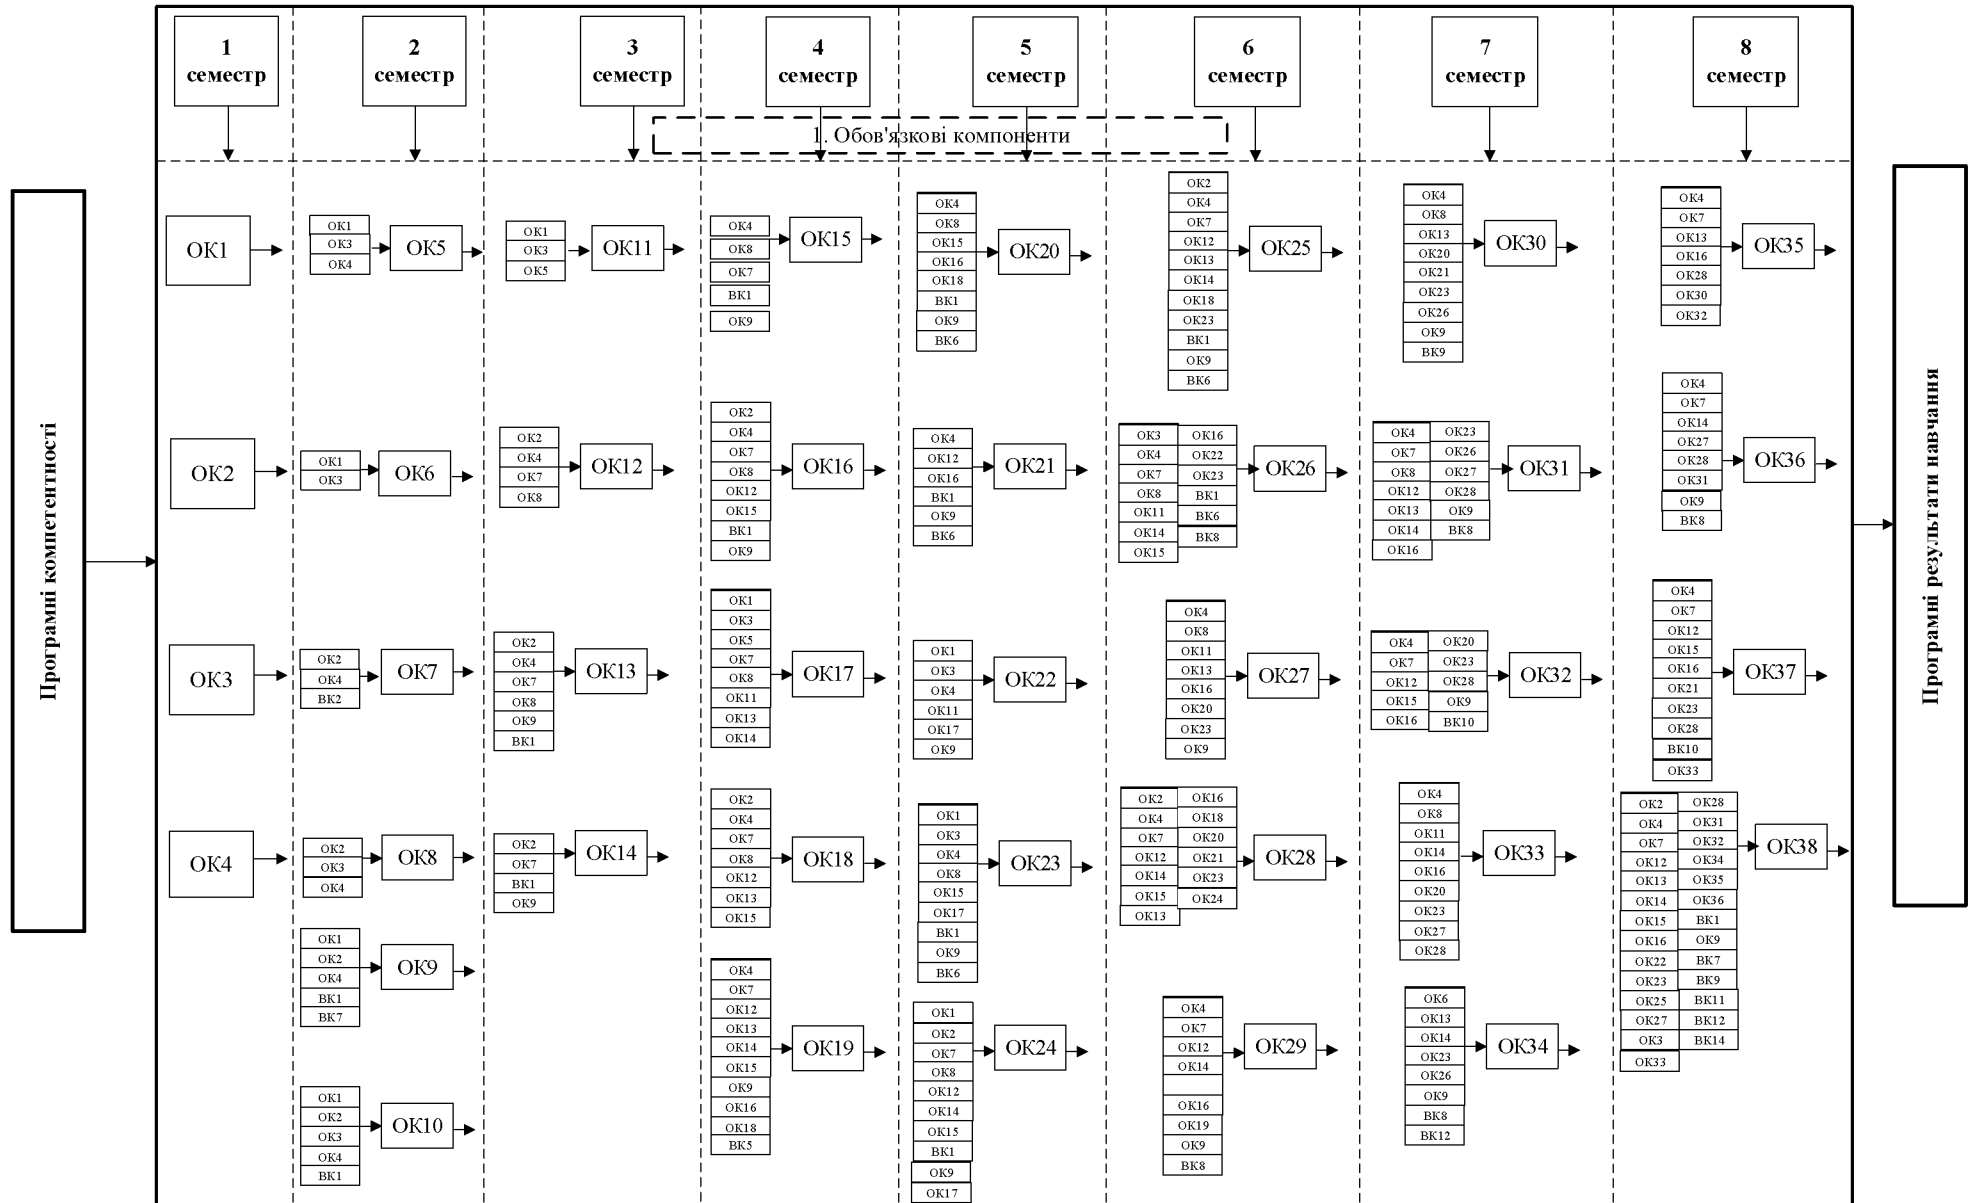 1
семестр
2
семестр
3
семестр
4
семестр
5
семестр
6
семестр
7
семестр
8
семестр
1. Обов'язкові компоненти
Програмні компетентності
ОК1
ОК2
ОК3
ОК4
ОК1
ОК3
ОК4
ОК5
ОК1
ОК3
ОК6
ОК2
ОК4
ВК2
ОК7
ОК2
ОК3
ОК4
ОК8
ОК1
ОК2
ОК4
ВК1
ВК7
ОК9
ОК1
ОК2
ОК3
ОК4
ВК1
ОК10
ОК1
ОК3
ОК5
ОК11
ОК2
ОК4
ОК7
ОК8
ОК12
ОК2
ОК4
ОК7
ОК8
ОК9
ВК1
ОК13
ОК2
ОК7
ВК1
ОК9
ОК14
ОК4
ОК8
ОК7
ВК1
ОК9
ОК15
ОК2
ОК4
ОК7
ОК8
ОК12
ОК15
ВК1
ОК9
ОК16
ОК1
ОК3
ОК5
ОК7
ОК8
ОК11
ОК13
ОК14
ОК17
ОК2
ОК4
ОК7
ОК8
ОК12
ОК13
ОК15
ОК18
ОК4
ОК7
ОК12
ОК13
ОК14
ОК15
ОК9
ОК16
ОК18
ВК5
ОК19
ОК4
ОК8
ОК15
ОК16
ОК18
ВК1
ОК9
ВК6
ОК20
ОК4
ОК12
ОК16
ВК1
ОК9
ВК6
ОК21
ОК1
ОК3
ОК4
ОК11
ОК17
ОК9
ОК22
ОК1
ОК3
ОК4
ОК8
ОК15
ОК17
ВК1
ОК9
ВК6
ОК23
ОК1
ОК2
ОК7
ОК8
ОК12
ОК14
ОК15
ВК1
ОК9
ОК17
ОК24
ОК2
ОК4
ОК7
ОК12
ОК13
ОК14
ОК18
ОК23
ВК1
ОК9
ВК6
ОК25
ОК3
ОК4
ОК7
ОК8
ОК11
ОК14
ОК15
ОК16
ОК22
ОК23
ВК1
ВК6
ВК8
ОК26
ОК4
ОК8
ОК11
ОК13
ОК16
ОК20
ОК23
ОК9
ОК27
ОК2
ОК4
ОК7
ОК12
ОК14
ОК15
ОК13
ОК16
ОК18
ОК20
ОК21
ОК23
ОК24
ОК28
ОК4
ОК7
ОК12
ОК14
ОК16
ОК19
ОК9
ВК8
ОК29
ОК4
ОК8
ОК13
ОК20
ОК21
ОК23
ОК26
ОК9
ВК9
ОК30
ОК4
ОК7
ОК8
ОК12
ОК13
ОК14
ОК16
ОК23
ОК26
ОК27
ОК28
ОК9
ВК8
ОК31
ОК4
ОК7
ОК12
ОК15
ОК16
ОК20
ОК23
ОК28
ОК9
ВК10
ОК32
ОК4
ОК8
ОК11
ОК14
ОК16
ОК20
ОК23
ОК27
ОК28
ОК33
ОК6
ОК13
ОК14
ОК23
ОК26
ОК9
ВК8
ВК12
ОК34
ОК4
ОК7
ОК13
ОК16
ОК28
ОК30
ОК32
ОК35
ОК4
ОК7
ОК14
ОК27
ОК28
ОК31
ОК9
ВК8
ОК36
ОК4
ОК7
ОК12
ОК15
ОК16
ОК21
ОК23
ОК28
ВК10
ОК33
ОК37
ОК2
ОК4
ОК7
ОК12
ОК13
ОК14
ОК15
ОК16
ОК22
ОК23
ОК25
ОК27
ОК3
ОК33
ОК28
ОК31
ОК32
ОК34
ОК35
ОК36
ВК1
ОК9
ВК7
ВК9
ВК11
ВК12
ВК14
ОК38
Програмні результати навчання